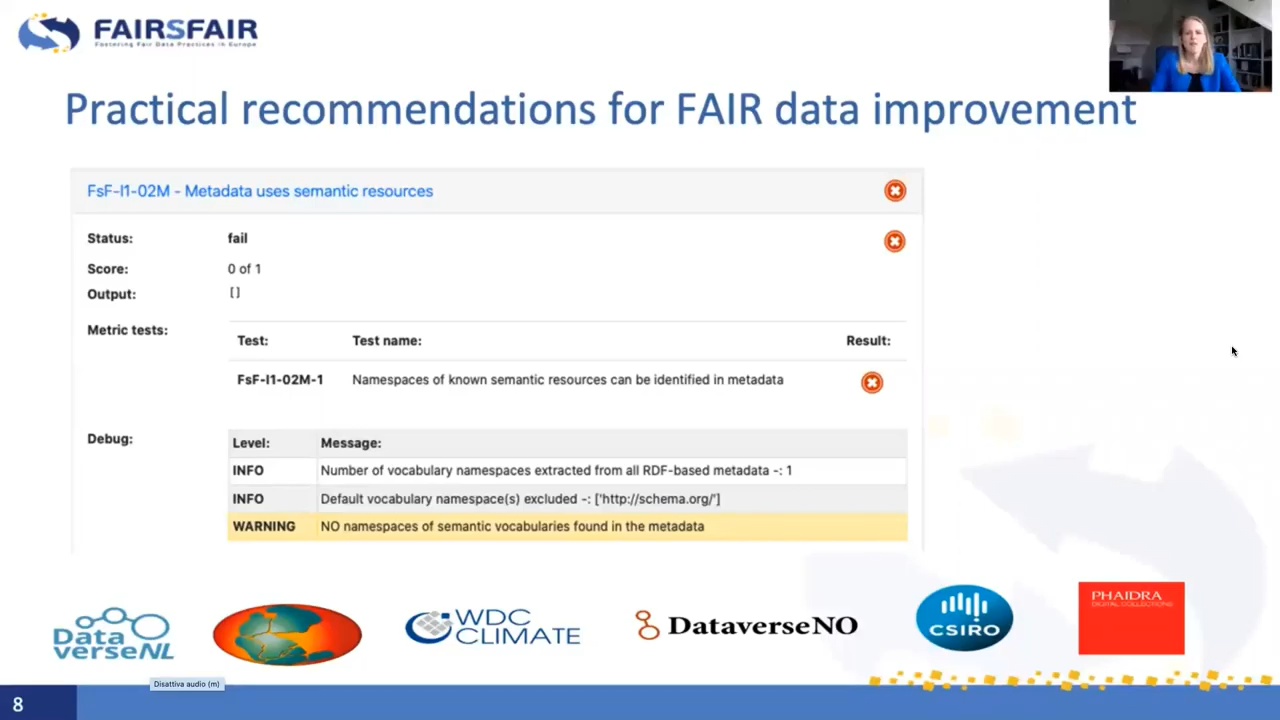 FAIRSFAIR
Fostering Fair Data Practices in Europe
Practical recommendations for FAIR data improvement
FsF-I1-02M - Metadata uses semantic resources
Status: fail
Score: 0 of 1
Output: []
Metric tests:
Test: Test name: Result:
FsF-I1-02M-1 Namespaces of known semantic resources can be identified in metadata
Debug:
Level: Message:
INFO Number of vocabulary namespaces extracted from all RDF-based metadata -: 1
INFO Default vocabulary namespace(s) excluded -: ['http://schema.org/']
WARNING NO namespaces of semantic vocabularies found in the metadata
Data
verseNL
WDC
CLIMATE
DataverseNO
CSIRO
PHAIDRA
DIGITAL COLLECTIONS
Disattiva audio (m)
8